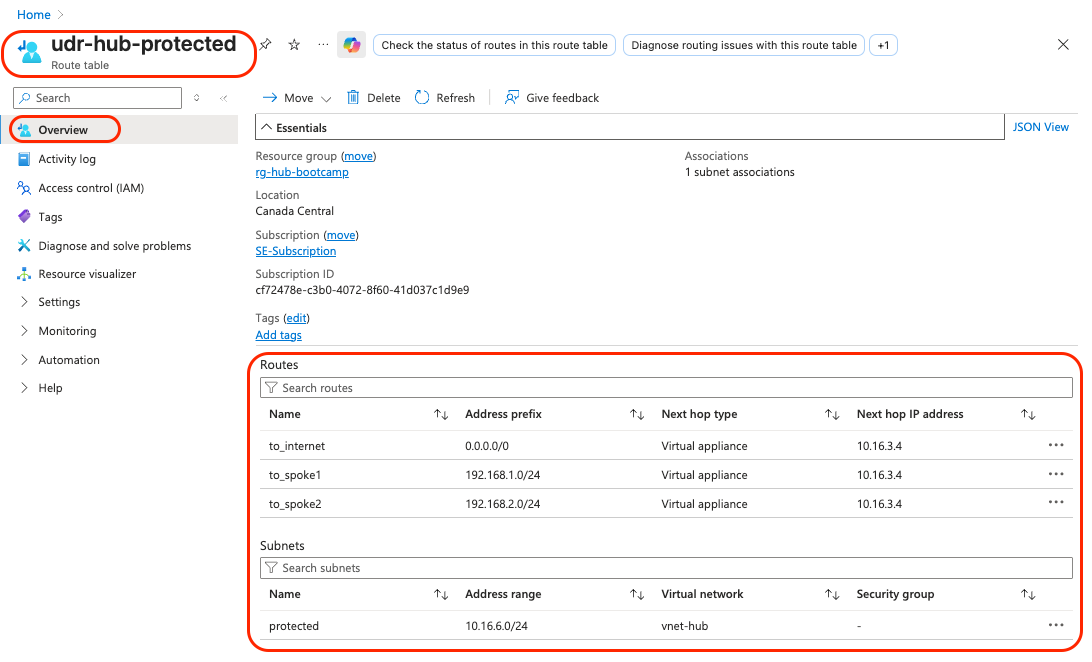 Home
udr-hub-protected
Route table
Check the status of routes in this route table
Diagnose routing issues with this route table
+1
Search
Move
Delete
Refresh
Give feedback
Overview
Activity log
Access control (IAM)
Tags
Diagnose and solve problems
Resource visualizer
Settings
Monitoring
Automation
Help
Essentials
JSON View
Resource group (move)
rg-hub-bootcamp
Location
Canada Central
Subscription (move)
SE-Subscription
Subscription ID
cf72478e-c3b0-4072-8f60-41d037c1d9e9
Tags (edit)
Add tags
Associations
1 subnet associations
Routes
Search routes
Name Address prefix Next hop type Next hop IP address
to_internet 0.0.0.0/0 Virtual appliance 10.16.3.4
to_spoke1 192.168.1.0/24 Virtual appliance 10.16.3.4
to_spoke2 192.168.2.0/24 Virtual appliance 10.16.3.4
Subnets
Search subnets
Name Address range Virtual network Security group
protected 10.16.6.0/24 vnet-hub -